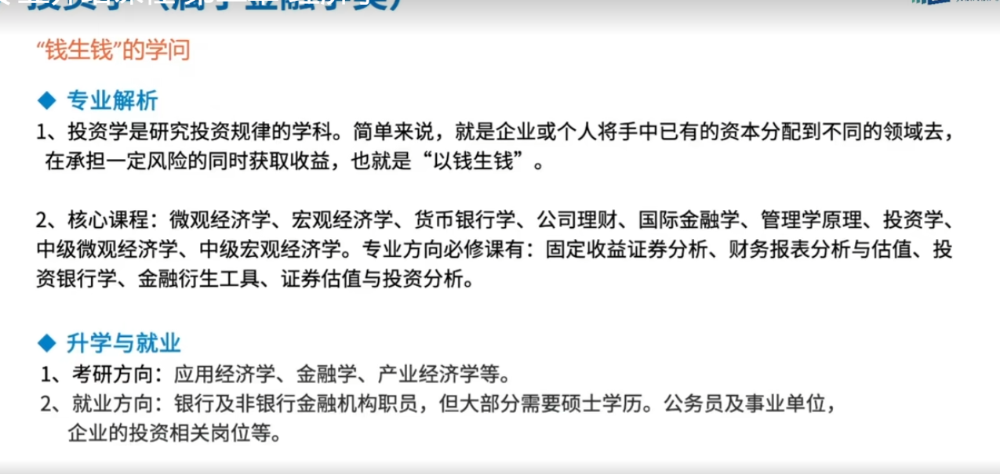 投资学（属于金融学类）
“钱生钱”的学问
◆ 专业解析
1、投资学是研究投资规律的学科。简单来说，就是企业或个人将手中已有的资本分配到不同的领域去，
在承担一定风险的同时获取收益，也就是“以钱生钱”。
2、核心课程：微观经济学、宏观经济学、货币银行学、公司理财、国际金融学、管理学原理、投资学、
中级微观经济学、中级宏观经济学。专业方向必修课有：固定收益证券分析、财务报表分析与估值、投
资银行学、金融衍生工具、证券估值与投资分析。
◆ 升学与就业
1、考研方向：应用经济学、金融学、产业经济学等。
2、就业方向：银行及非银行金融机构职员，但大部分需要硕士学历。公务员及事业单位，
企业的投资相关岗位等。